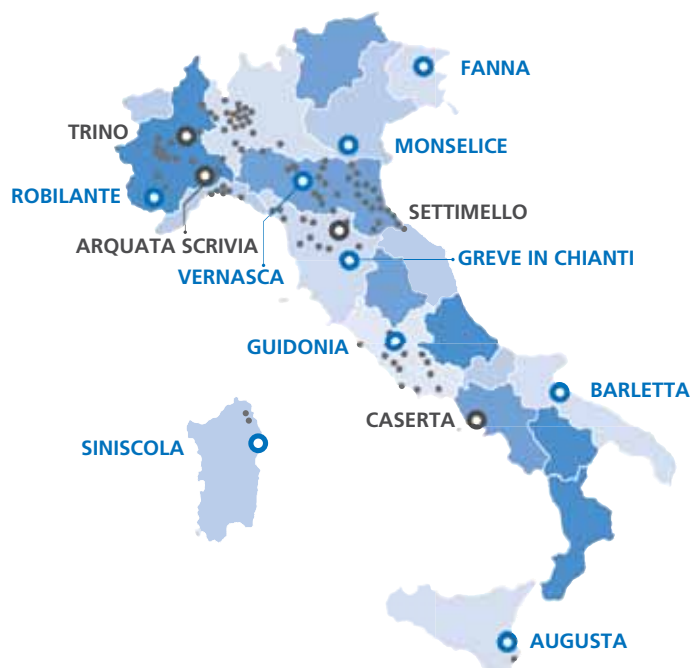 FANNA
TRINO
MONSELICE
ROBILANTE
SETTIMELLO
ARQUATA SCRIVIA
GREVE IN CHIANTI
VERNASCA
GUIDONIA
BARLETTA
CASERTA
SINISCOLA
AUGUSTA